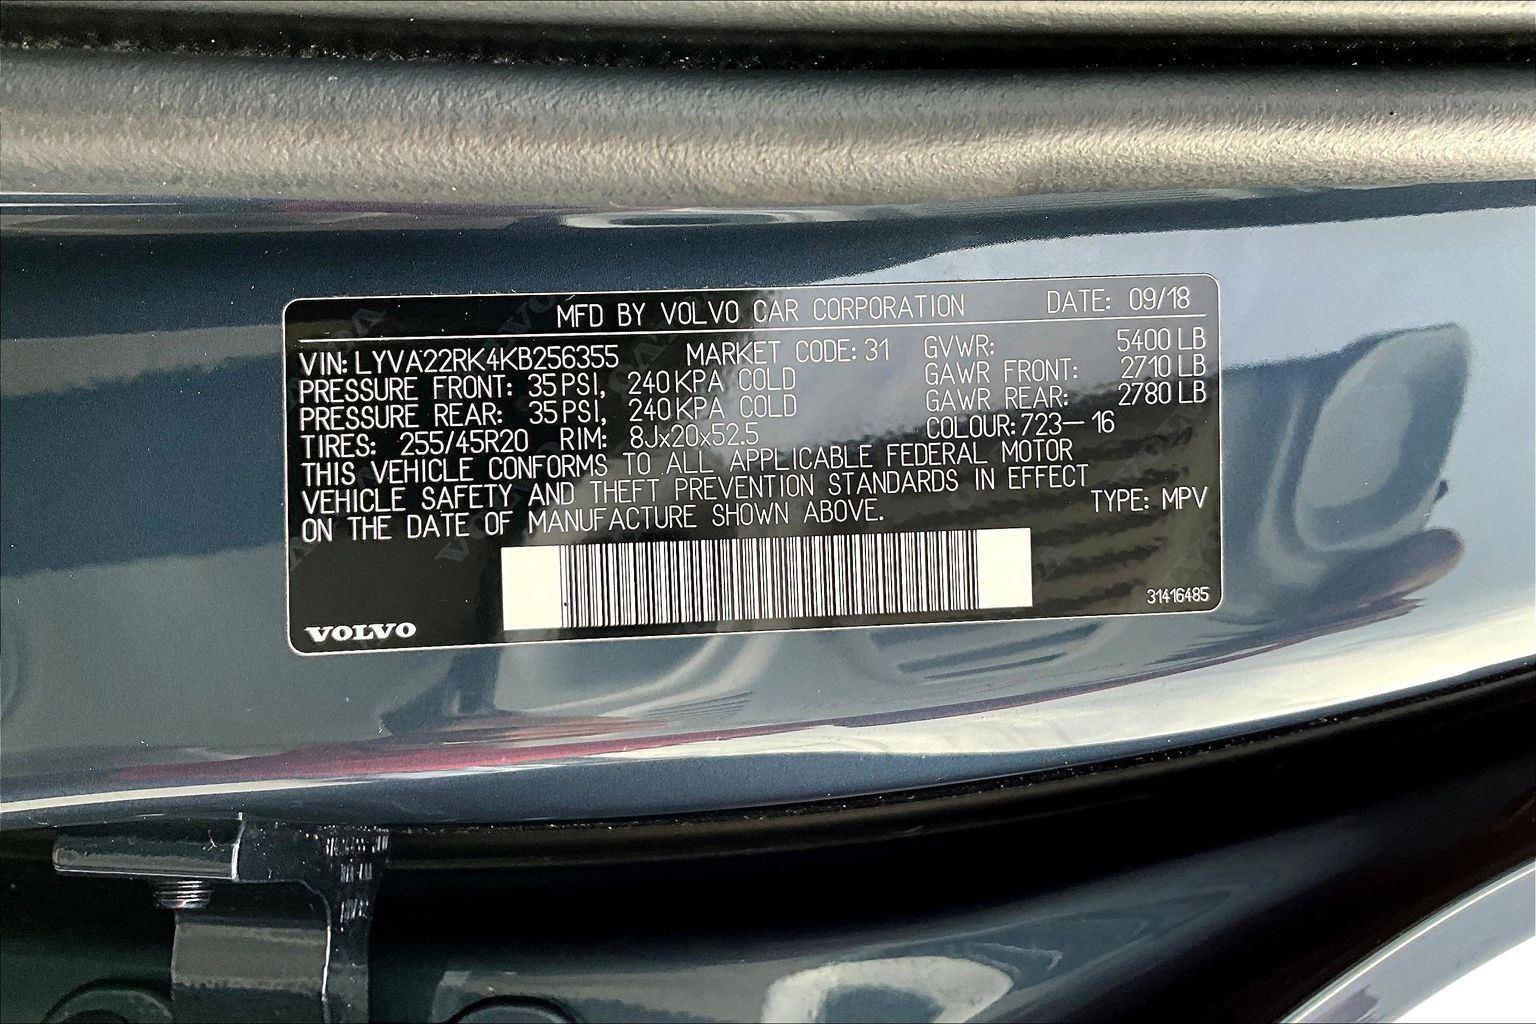 MFD BY VOLVO CAR CORPORATION DATE: 09/18
VIN: LYVA22RK4KB256355 MARKET CODE: 31 GVWR: 5400 LB
PRESSURE FRONT: 35 PSI, 240 KPA COLD GAWR FRONT: 2710 LB
PRESSURE REAR: 35 PSI, 240 KPA COLD GAWR REAR: 2780 LB
TIRES: 255/45R20 RIM: 8Jx20x52.5 COLOUR: 723-16
THIS VEHICLE CONFORMS TO ALL APPLICABLE FEDERAL MOTOR
VEHICLE SAFETY AND THEFT PREVENTION STANDARDS IN EFFECT
ON THE DATE OF MANUFACTURE SHOWN ABOVE. TYPE: MPV
31416485
VOLVO